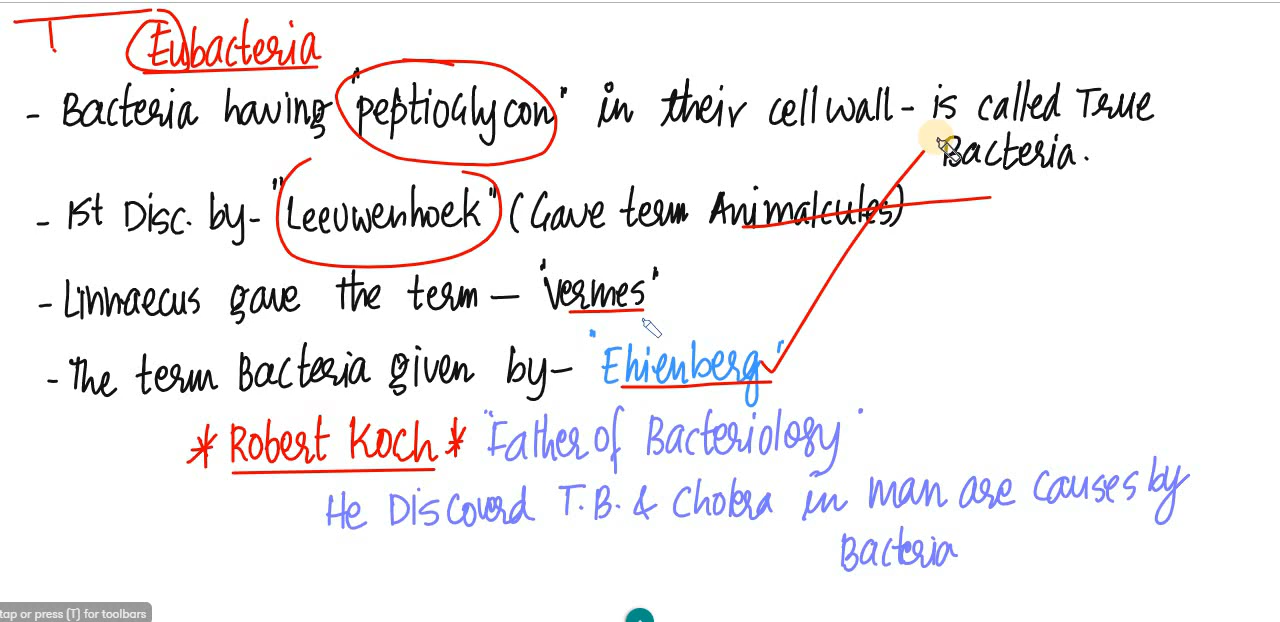 Eubacteria
- Bacteria having "peptioglycon" in their cell wall - is called True
Bacteria.
- 1st Disc. by - "Leeuwenhoek" (Gave term Animalcules)
- Linnaecus gave the term - "Vermes"
- The term Bacteria given by - "Ehienberg"
* Robert Koch * "Father of Bacteriology"
He Discoverd T.B. & Cholera in man are causes by
Bacteria
tap or press (T) for toolbars